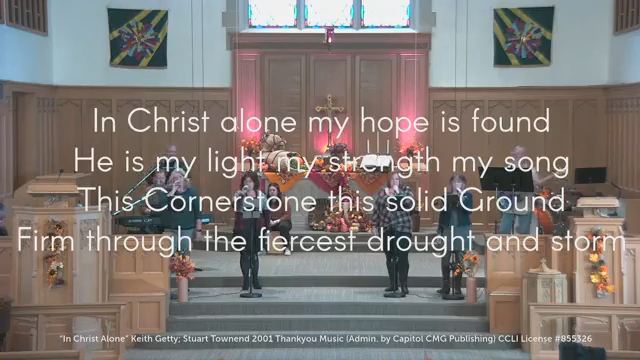 In Christ alone my hope is found
He is my light my strength my song
This Cornerstone this solid Ground
Firm through the fiercest drought and storm
"In Christ Alone" Keith Getty; Stuart Townend 2001 Thankyou Music (Admin. by Capitol CMG Publishing) CCLI License #855326